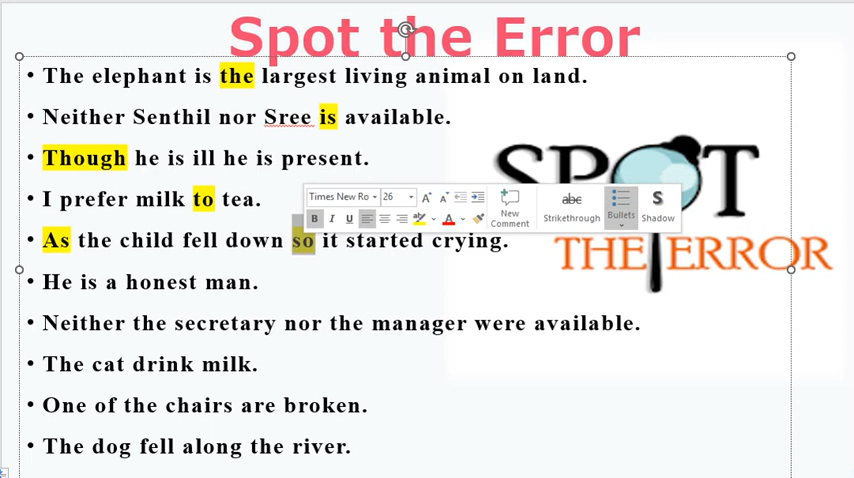 Spot the Error
• The elephant is the largest living animal on land.
• Neither Senthil nor Sree is available.
• Though he is ill he is present.
• I prefer milk to tea.
• As the child fell down so it started crying.
• He is a honest man.
• Neither the secretary nor the manager were available.
• The cat drink milk.
• One of the chairs are broken.
• The dog fell along the river.
SPOT
THE ERROR
Times New Ro 26 A A
B I U A
New Comment
abc Strikethrough
Bullets
S Shadow